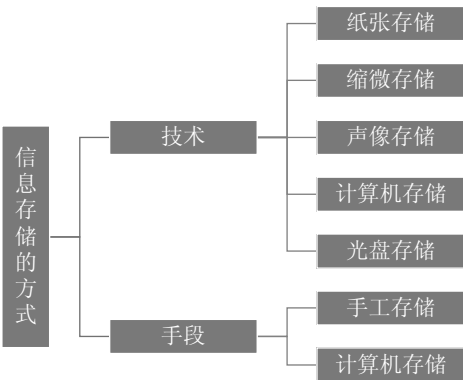 信息存储的方式
技术
纸张存储
缩微存储
声像存储
计算机存储
光盘存储
手段
手工存储
计算机存储